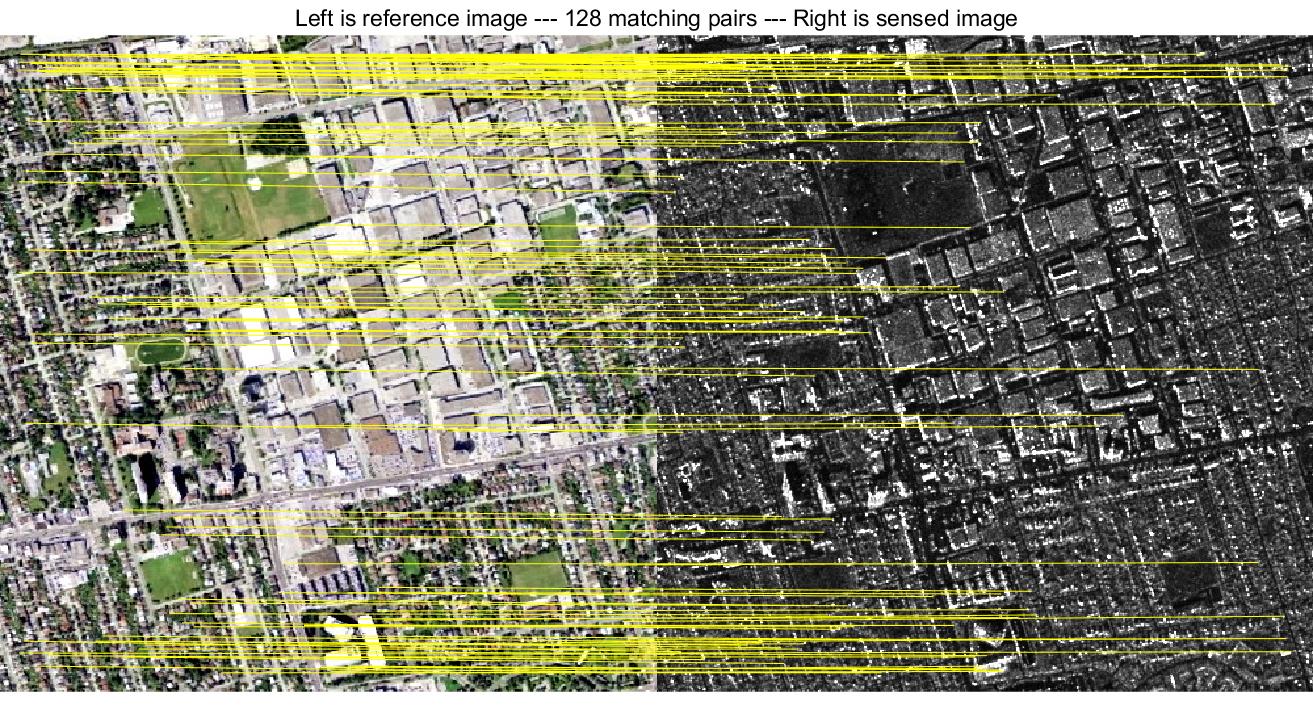 Left is reference image --- 128 matching pairs --- Right is sensed image